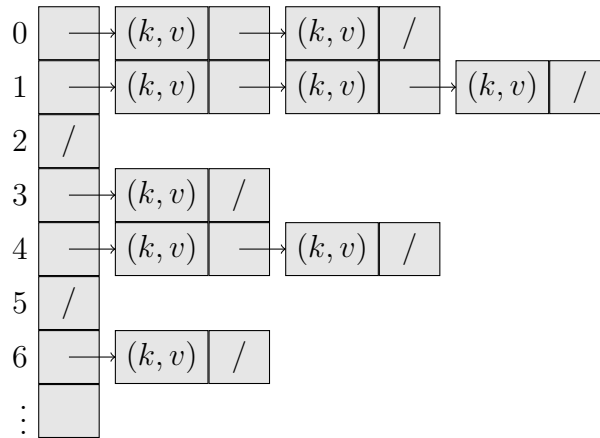 0 (k, v) (k, v) /
1 (k, v) (k, v) (k, v) /
2 /
3 (k, v) /
4 (k, v) (k, v) /
5 /
6 (k, v) /
⋮